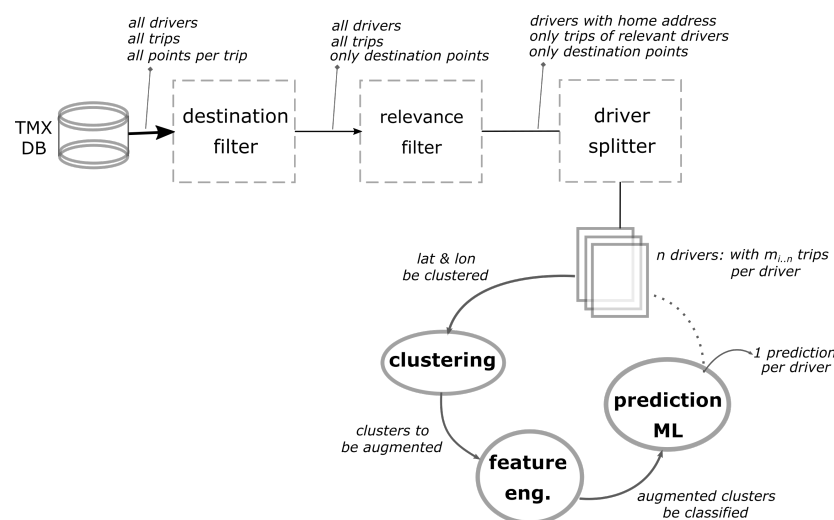 all drivers
all trips
all points per trip
all drivers
all trips
only destination points
drivers with home address
only trips of relevant drivers
only destination points
TMX
DB
destination
filter
relevance
filter
driver
splitter
n drivers: with mi..n trips
per driver
lat & lon
be clustered
clustering
1 prediction
per driver
prediction
ML
clusters to
be augmented
feature
eng.
augmented clusters
be classified